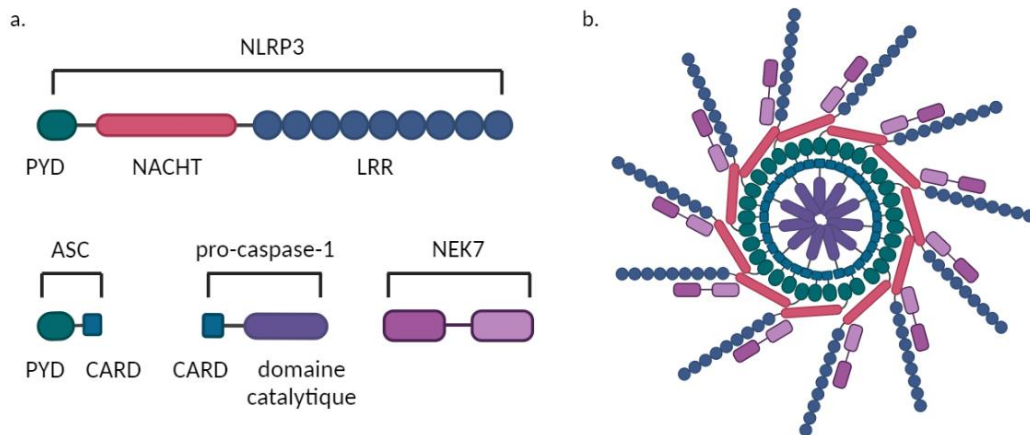 a.
b.
NLRP3
PYD NACHT LRR
ASC pro-caspase-1 NEK7
PYD CARD CARD domaine
catalytique